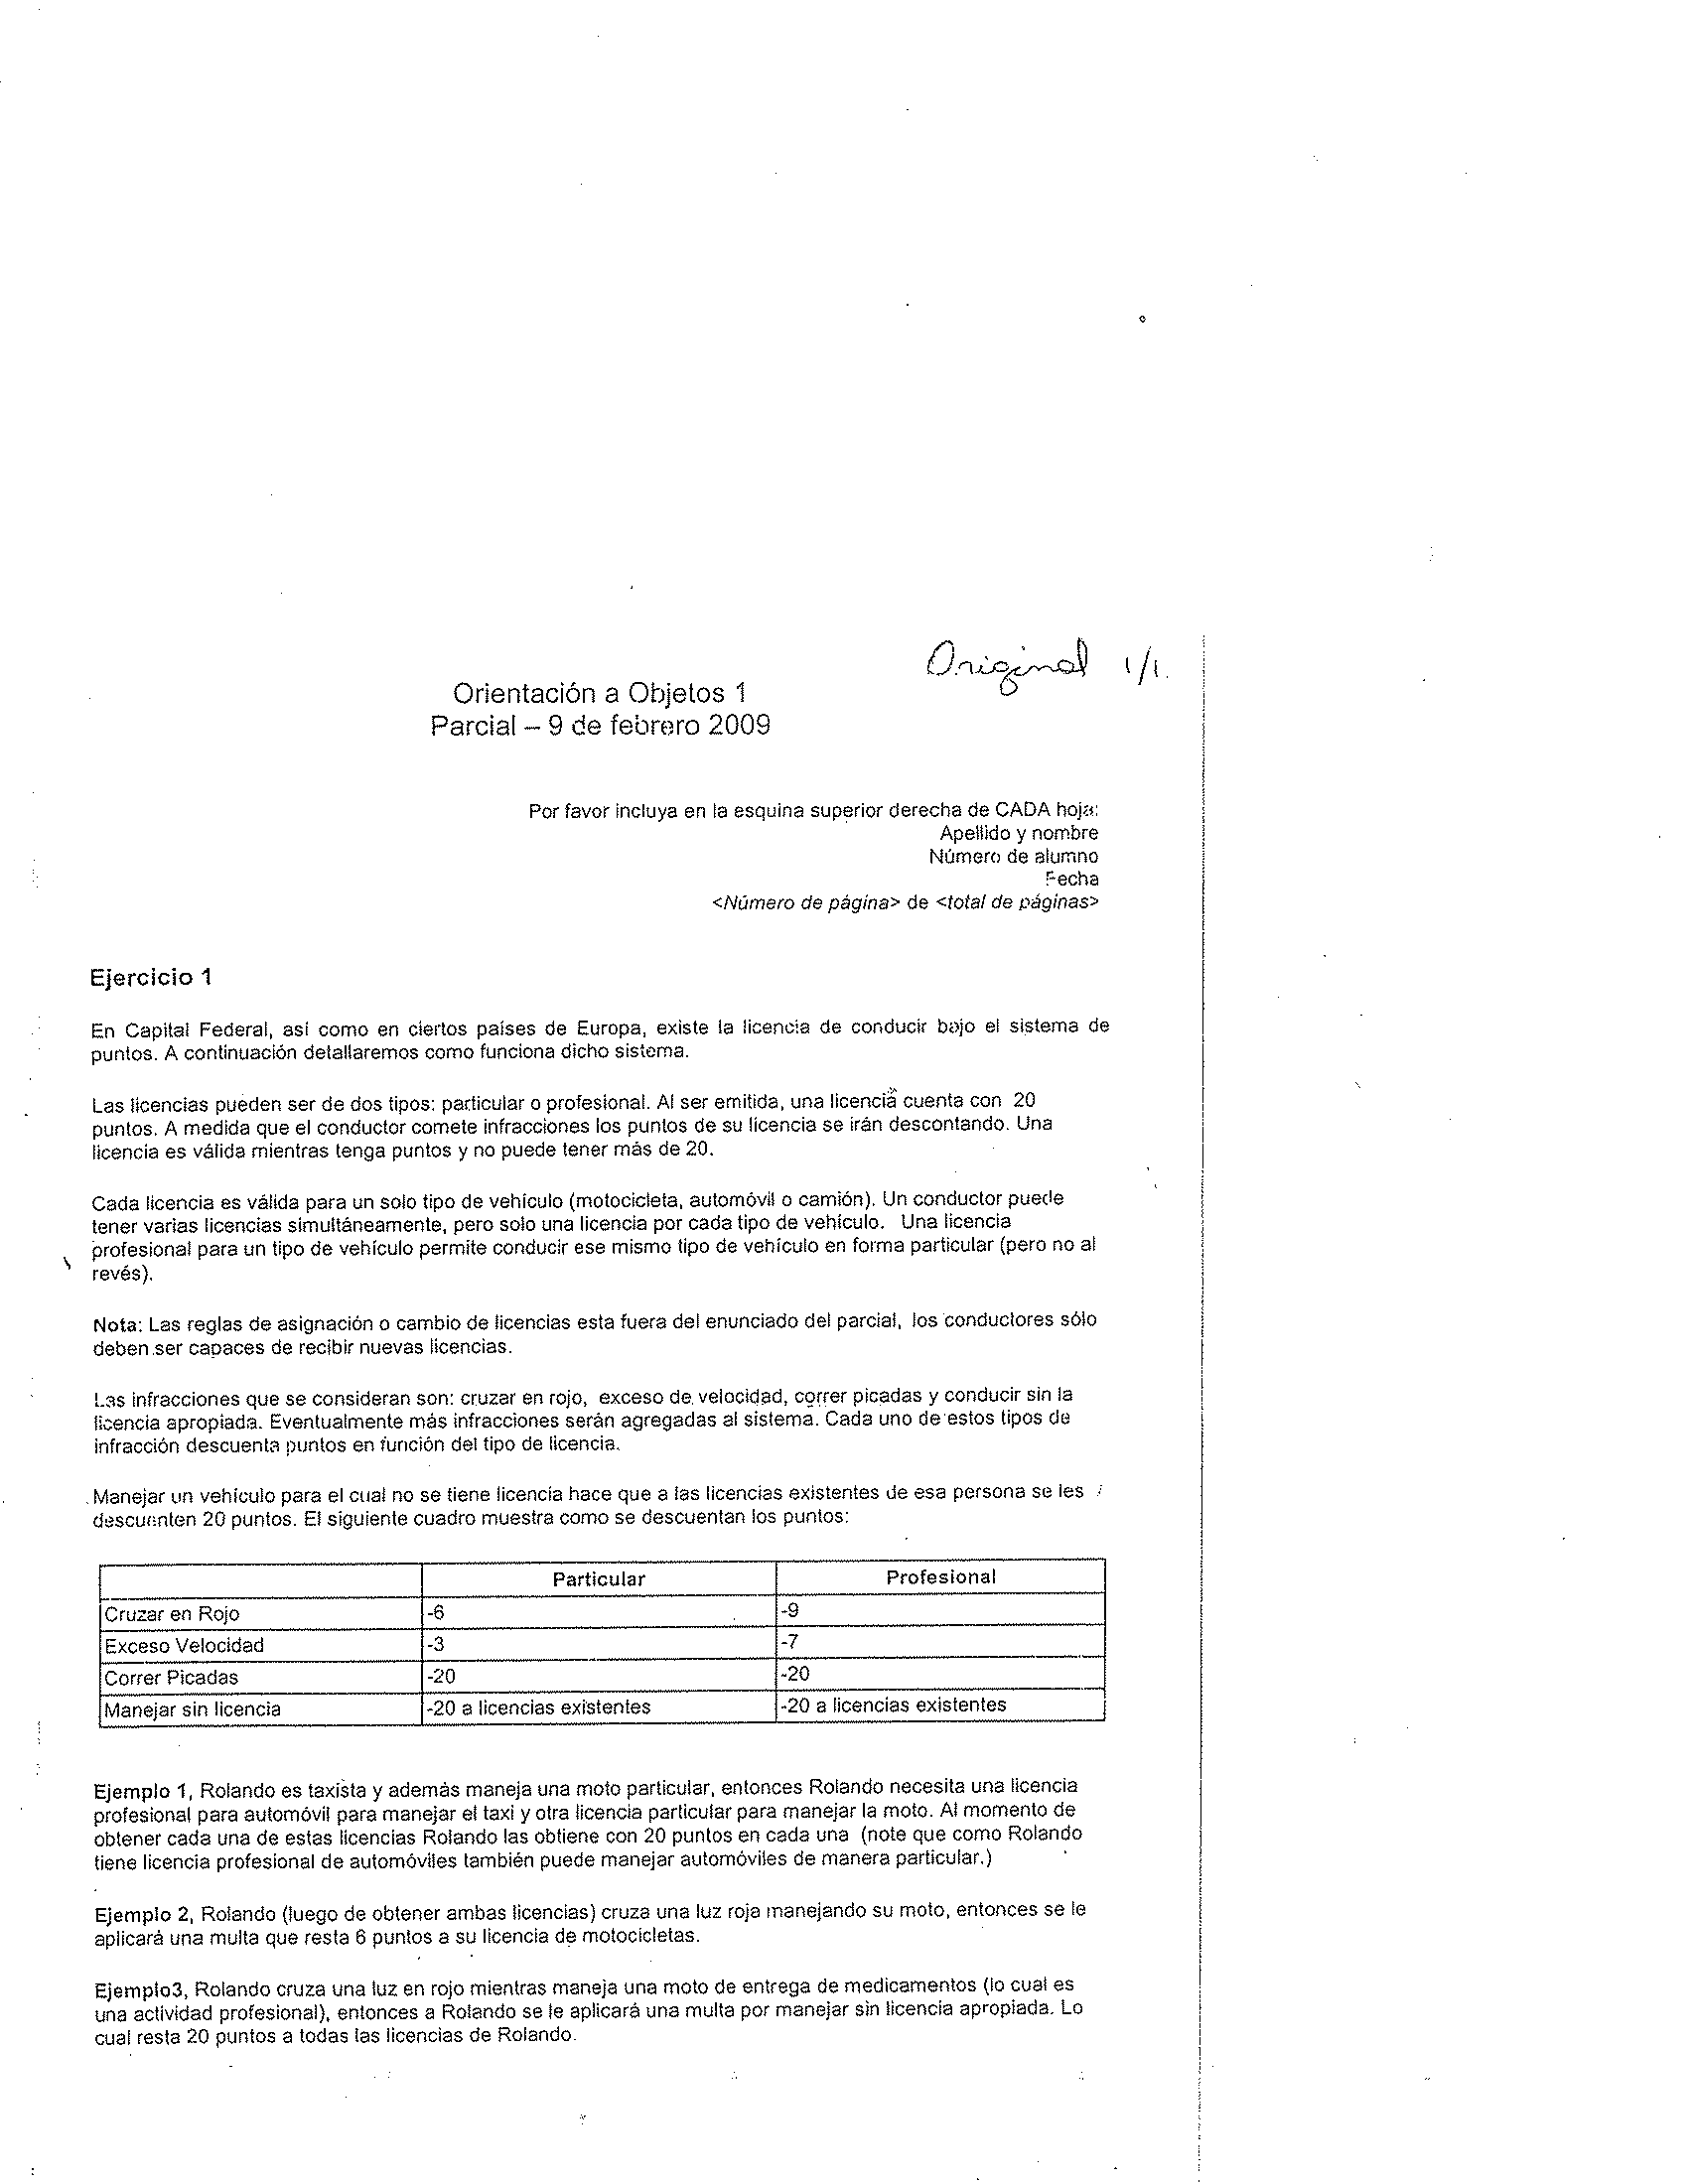 Original 1/1.
Orientación a Objetos 1
Parcial – 9 de febrero 2009
Por favor incluya en la esquina superior derecha de CADA hoja:
Apellido y nombre
Número de alumno
Fecha
<Número de página> de <total de páginas>
Ejercicio 1
En Capital Federal, así como en ciertos países de Europa, existe la licencia de conducir bajo el sistema de
puntos. A continuación detallaremos como funciona dicho sistema.
Las licencias pueden ser de dos tipos: particular o profesional. Al ser emitida, una licencia cuenta con 20
puntos. A medida que el conductor comete infracciones los puntos de su licencia se irán descontando. Una
licencia es válida mientras tenga puntos y no puede tener más de 20.
Cada licencia es válida para un solo tipo de vehículo (motocicleta, automóvil o camión). Un conductor puede
tener varias licencias simultáneamente, pero solo una licencia por cada tipo de vehículo. Una licencia
profesional para un tipo de vehículo permite conducir ese mismo tipo de vehículo en forma particular (pero no al
revés).
Nota: Las reglas de asignación o cambio de licencias esta fuera del enunciado del parcial, los conductores sólo
deben ser capaces de recibir nuevas licencias.
Las infracciones que se consideran son: cruzar en rojo, exceso de velocidad, correr picadas y conducir sin la
licencia apropiada. Eventualmente más infracciones serán agregadas al sistema. Cada uno de estos tipos de
infracción descuenta puntos en función del tipo de licencia.
Manejar un vehículo para el cual no se tiene licencia hace que a las licencias existentes de esa persona se les
descuenten 20 puntos. El siguiente cuadro muestra como se descuentan los puntos:
Particular Profesional
Cruzar en Rojo -6 -9
Exceso Velocidad -3 -7
Correr Picadas -20 -20
Manejar sin licencia -20 a licencias existentes -20 a licencias existentes
Ejemplo 1, Rolando es taxista y además maneja una moto particular, entonces Rolando necesita una licencia
profesional para automóvil para manejar el taxi y otra licencia particular para manejar la moto. Al momento de
obtener cada una de estas licencias Rolando las obtiene con 20 puntos en cada una (note que como Rolando
tiene licencia profesional de automóviles también puede manejar automóviles de manera particular.)
Ejemplo 2, Rolando (luego de obtener ambas licencias) cruza una luz roja manejando su moto, entonces se le
aplicará una multa que resta 6 puntos a su licencia de motocicletas.
Ejemplo3, Rolando cruza una luz en rojo mientras maneja una moto de entrega de medicamentos (lo cual es
una actividad profesional), entonces a Rolando se le aplicará una multa por manejar sin licencia apropiada. Lo
cual resta 20 puntos a todas las licencias de Rolando.